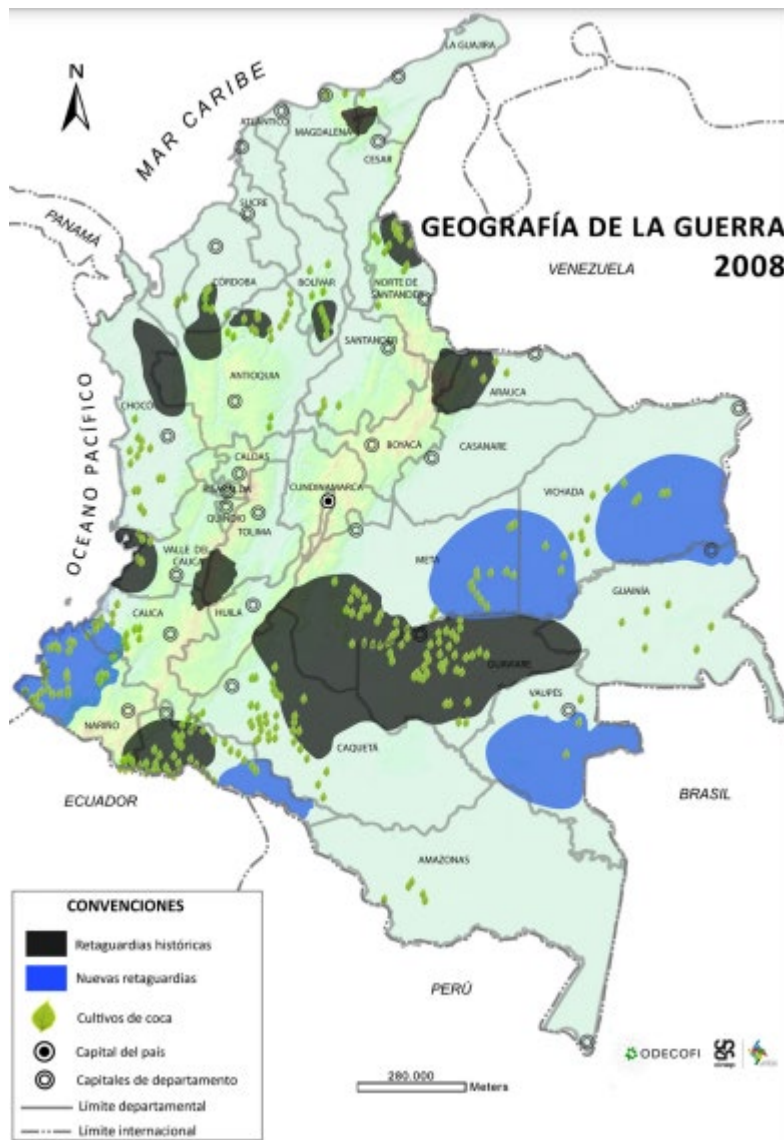 N
MAR CARIBE
LA GUAJIRA
ATLÁNTICO
MAGDALENA
CESAR
PANAMÁ
SUCRE
GEOGRAFÍA DE LA GUERRA
2008
VENEZUELA
CÓRDOBA
BOLÍVAR
NORTE DE
SANTANDER
SANTANDER
ANTIOQUIA
ARAUCA
OCEANO PACÍFICO
CHOCÓ
BOYACA
CASANARE
CALDAS
RISARALDA
CUNDINAMARCA
VICHADA
QUINDÍO
TOLIMA
VALLE DEL
CAUCA
META
GUAINÍA
CAUCA
HUILA
GUAVIARE
VAUPÉS
NARIÑO
CAQUETÁ
ECUADOR
BRASIL
AMAZONAS
PERÚ
CONVENCIONES
Retaguardias históricas
Nuevas retaguardias
Cultivos de coca
Capital del país
Capitales de departamento
Límite departamental
Límite internacional
280.000
Meters
ODECOFI